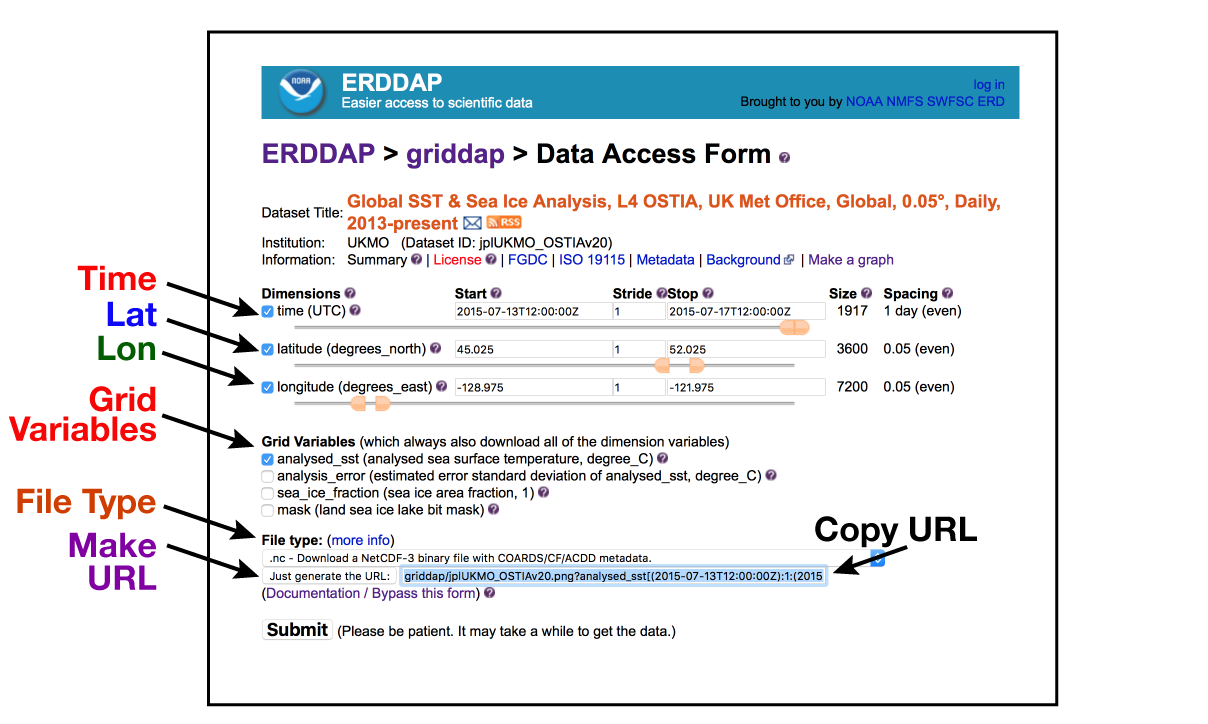 NOAA
ERDDAP
Easier access to scientific data
log in
Brought to you by NOAA NMFS SWFSC ERD
ERDDAP > griddap > Data Access Form ?
Dataset Title: Global SST & Sea Ice Analysis, L4 OSTIA, UK Met Office, Global, 0.05°, Daily,
2013-present RSS
Institution: UKMO (Dataset ID: jplUKMO_OSTIAv20)
Information: Summary ? | License ? | FGDC | ISO 19115 | Metadata | Background | Make a graph
Time
Lat
Lon
Grid
Variables
File Type
Make
URL
Dimensions ? Start ? Stride ? Stop ? Size ? Spacing ?
time (UTC) ? 2015-07-13T12:00:00Z 1 2015-07-17T12:00:00Z 1917 1 day (even)
latitude (degrees_north) ? 45.025 1 52.025 3600 0.05 (even)
longitude (degrees_east) ? -128.975 1 -121.975 7200 0.05 (even)
Grid Variables (which always also download all of the dimension variables)
analysed_sst (analysed sea surface temperature, degree_C) ?
analysis_error (estimated error standard deviation of analysed_sst, degree_C) ?
sea_ice_fraction (sea ice area fraction, 1) ?
mask (land sea ice lake bit mask) ?
Copy URL
File type: (more info)
.nc - Download a NetCDF-3 binary file with COARDS/CF/ACDD metadata.
Just generate the URL: griddap/jplUKMO_OSTIAv20.png?analysed_sst[(2015-07-13T12:00:00Z):1:(2015
(Documentation / Bypass this form) ?
Submit (Please be patient. It may take a while to get the data.)